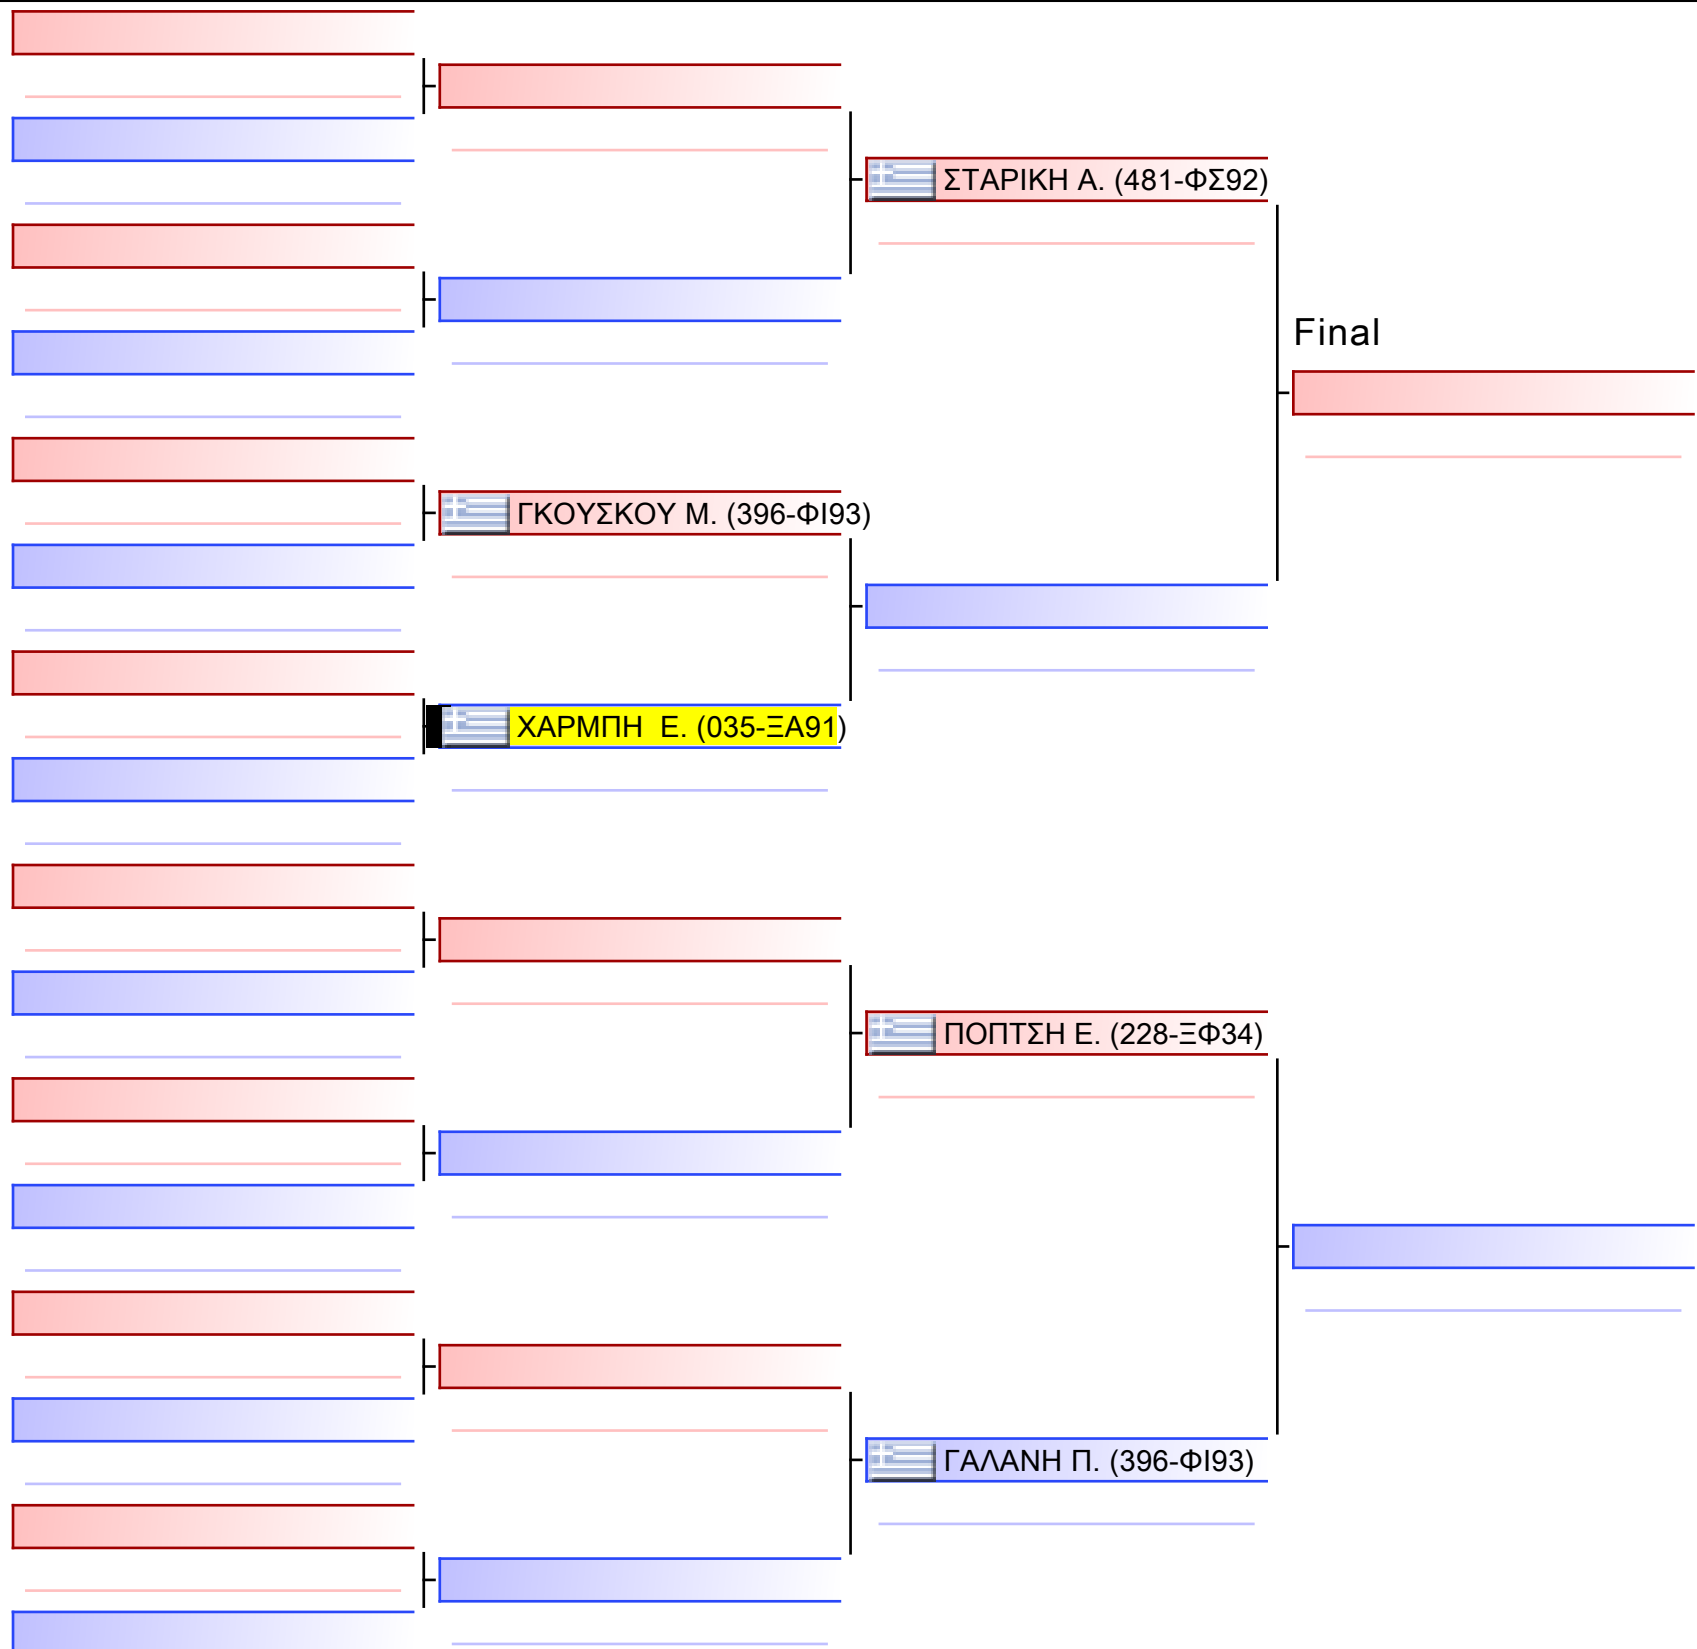 ΣΤΑΡΙΚΗ Α. (481-ΦΣ92)
Final
ΓΚΟΥΣΚΟΥ Μ. (396-ΦΙ93)
ΧΑΡΜΠΗ  Ε. (035-ΞΑ91)
ΠΟΠΤΣΗ Ε. (228-ΞΦ34)
ΓΑΛΑΝΗ Π. (396-ΦΙ93)